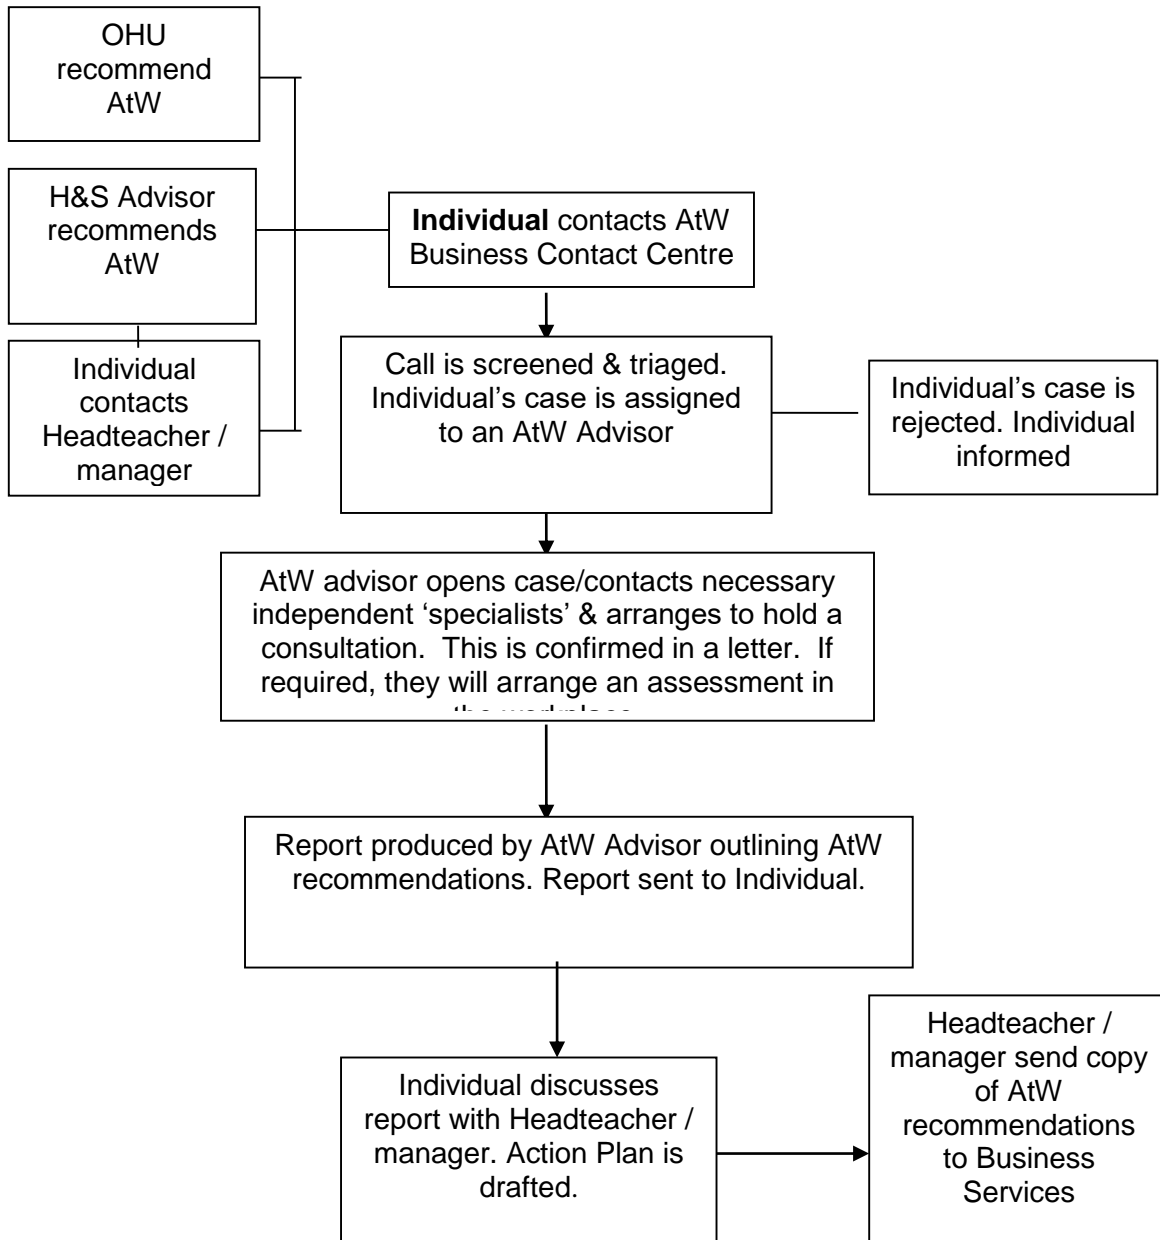 OHU
recommend
AtW
H&S Advisor
recommends
AtW
Individual
contacts
Headteacher /
manager
Individual contacts AtW
Business Contact Centre
Call is screened & triaged.
Individual’s case is assigned
to an AtW Advisor
Individual’s case is
rejected. Individual
informed
AtW advisor opens case/contacts necessary
independent ‘specialists’ & arranges to hold a
consultation.  This is confirmed in a letter.  If
required, they will arrange an assessment in
the workplace
Report produced by AtW Advisor outlining AtW
recommendations. Report sent to Individual.
Individual discusses
report with Headteacher /
manager. Action Plan is
drafted.
Headteacher /
manager send copy
of AtW
recommendations
to Business
Services